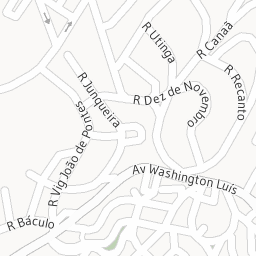 R Utinga
R Canaã
R Recanto
R Junqueira
R Dez de Novembro
R Vig João de Pontes
Av Washington Luís
R Báculo